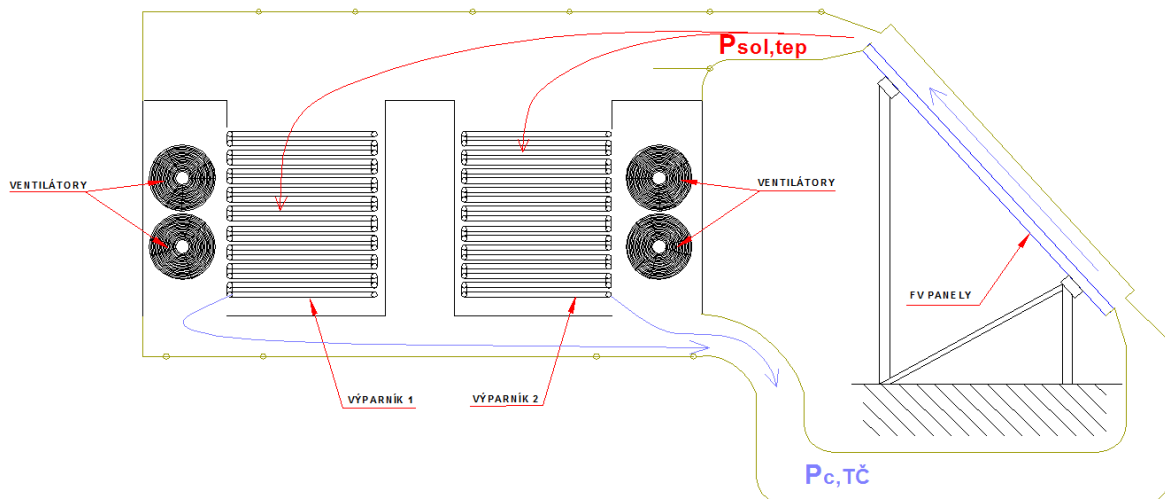 Psol,tep
VENTILÁTORY
VENTILÁTORY
FV PANELY
VÝPARNÍK 1
VÝPARNÍK 2
Pc,TČ